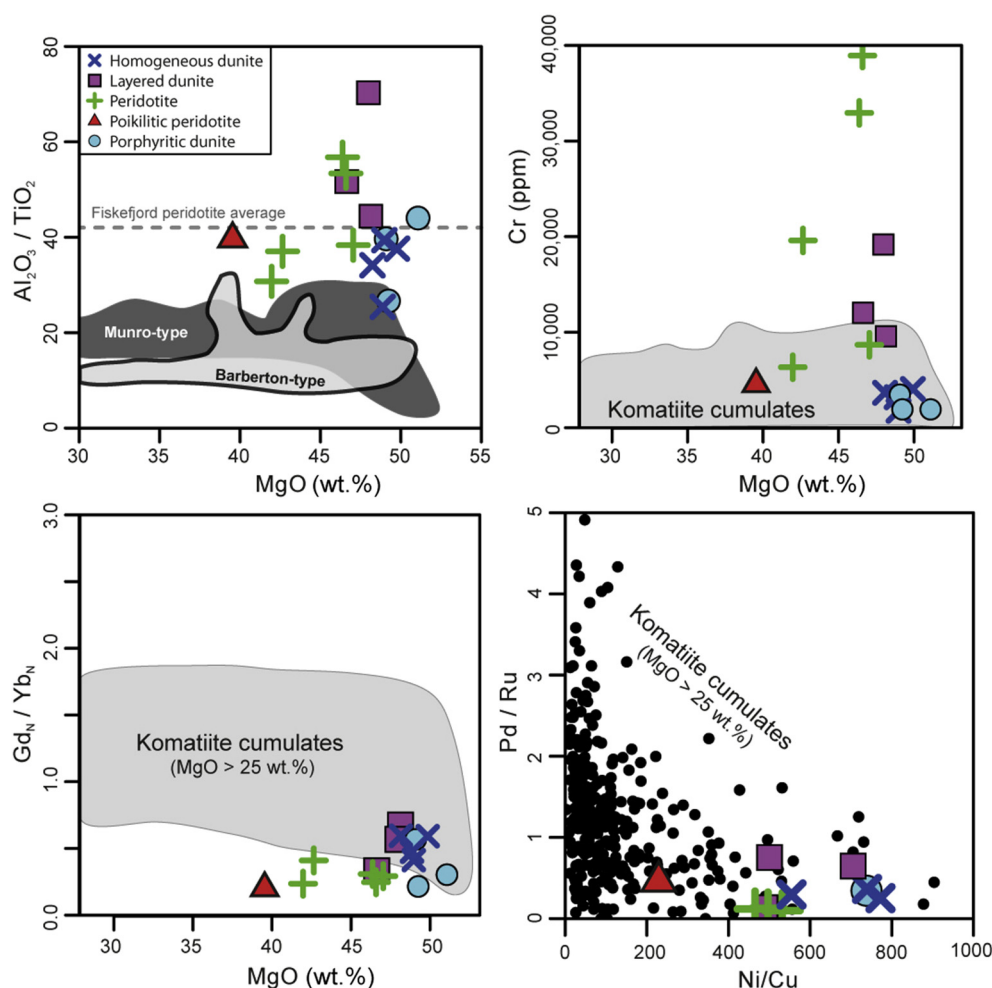 80
60
40
20
0
Al₂O₃ / TiO₂
Homogeneous dunite
Layered dunite
Peridotite
Poikilitic peridotite
Porphyritic dunite
Fiskefjord peridotite average
Munro-type
Barberton-type
30 35 40 45 50 55
MgO (wt.%)
40,000
30,000
20,000
10,000
0
Cr (ppm)
Komatiite cumulates
30 35 40 45 50
MgO (wt.%)
3.0
2.0
1.0
0.0
Gd_N / Yb_N
Komatiite cumulates
(MgO > 25 wt.%)
30 35 40 45 50
MgO (wt.%)
5
4
3
2
1
0
Pd / Ru
Komatiite cumulates
(MgO > 25 wt.%)
0 200 400 600 800 1000
Ni/Cu